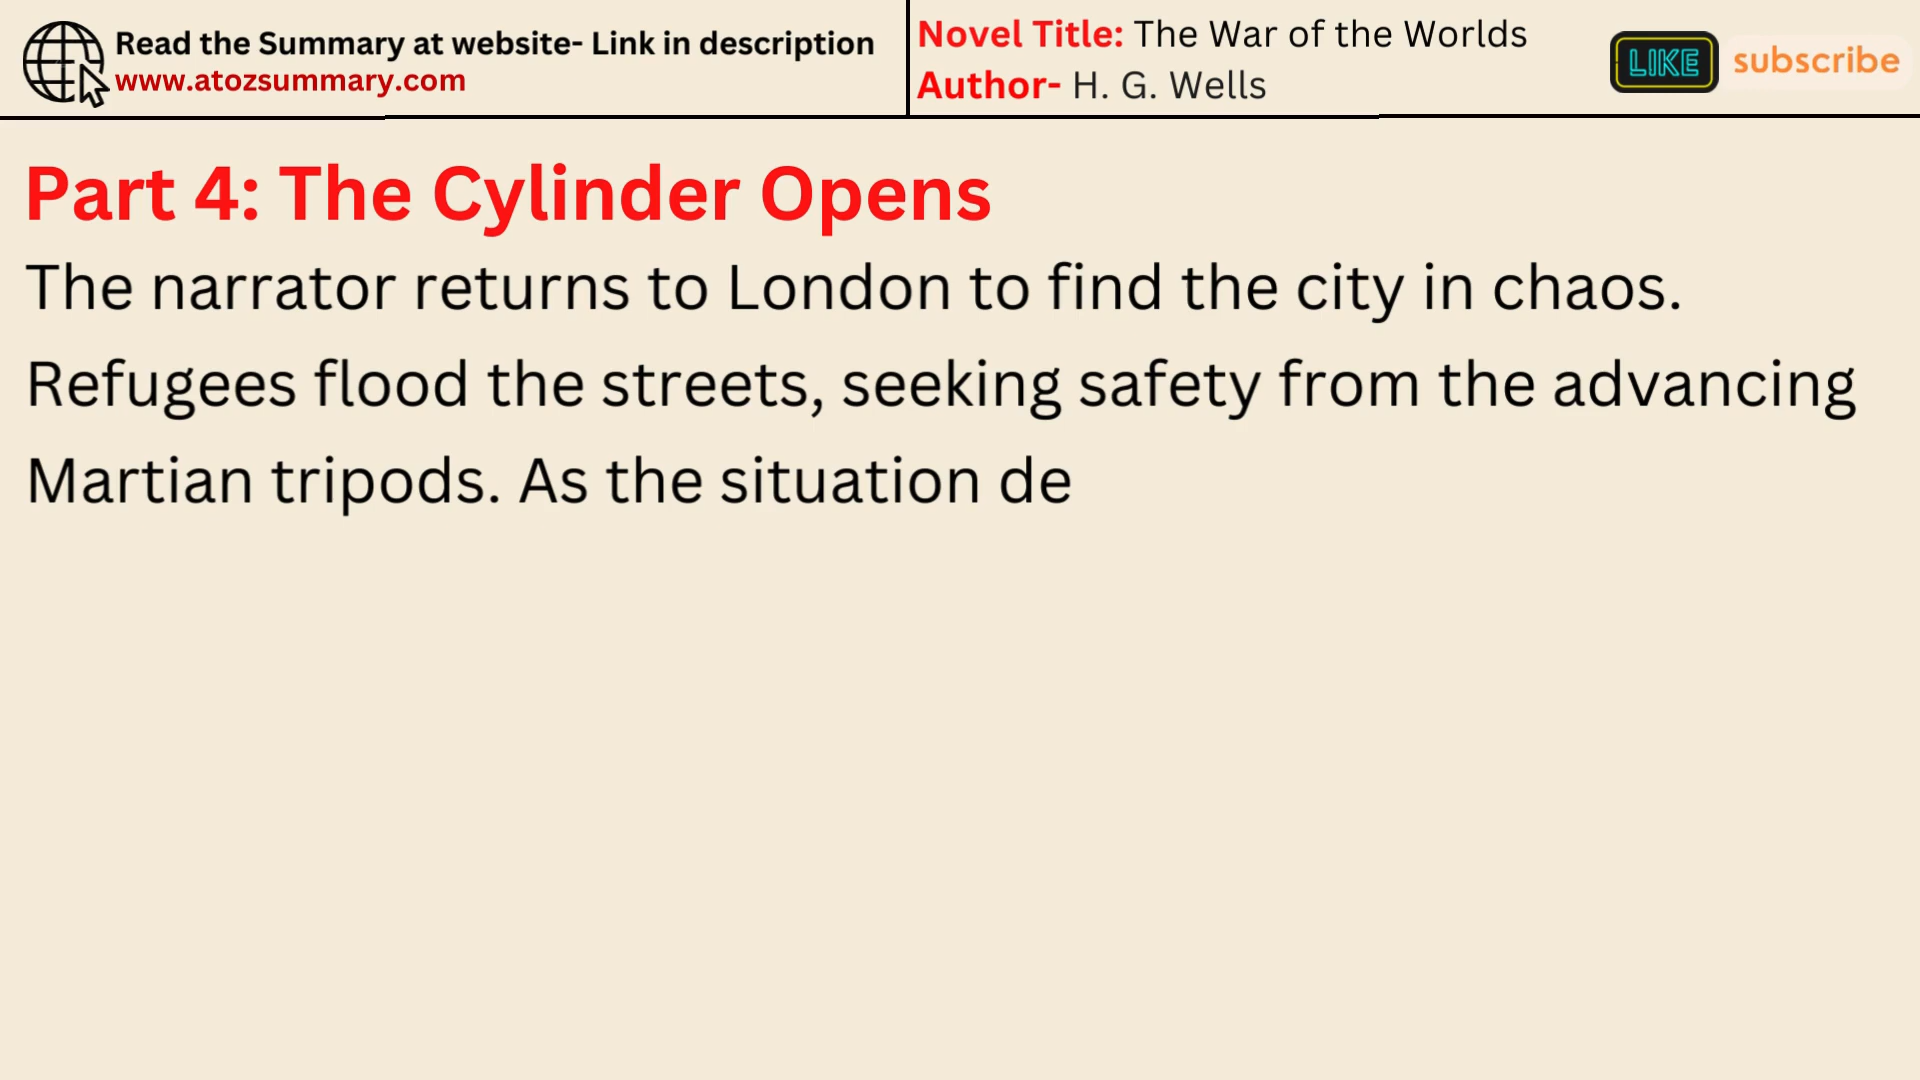 Read the Summary at website- Link in description
www.atozsummary.com
Novel Title: The War of the Worlds
Author- H. G. Wells
LIKE
subscribe
Part 4: The Cylinder Opens
The narrator returns to London to find the city in chaos.
Refugees flood the streets, seeking safety from the advancing
Martian tripods. As the situation de